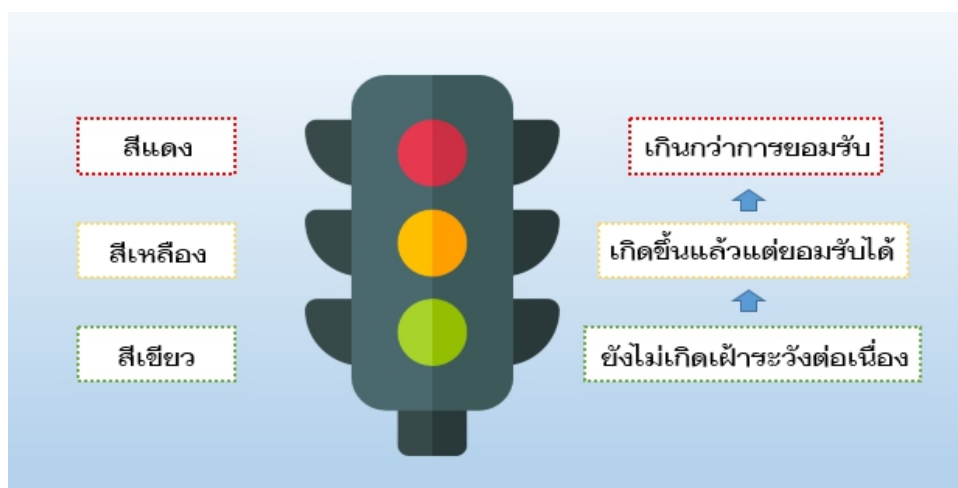 สีแดง
เกินกว่าการยอมรับ
สีเหลือง
เกิดขึ้นแล้วแต่ยอมรับได้
สีเขียว
ยังไม่เกิดเฝ้าระวังต่อเนื่อง